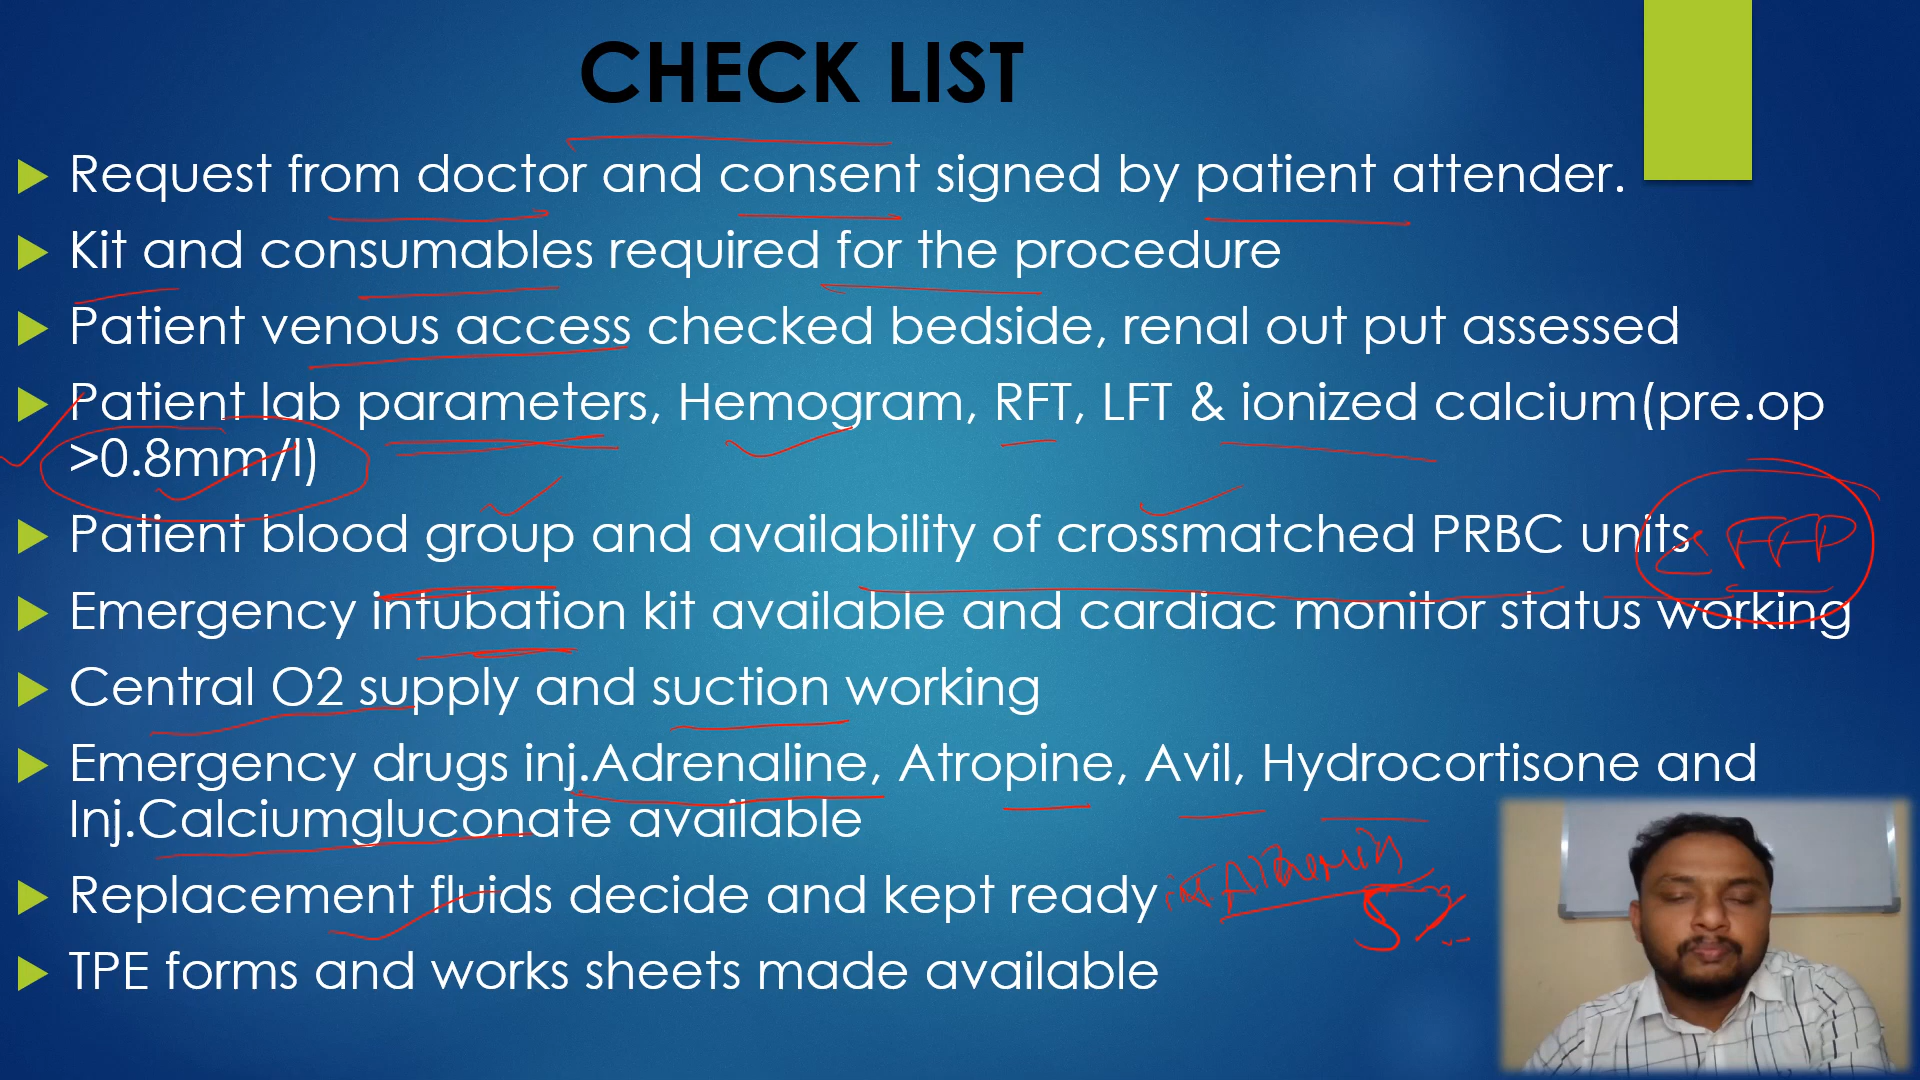 CHECK LIST
Request from doctor and consent signed by patient attender.
Kit and consumables required for the procedure
Patient venous access checked bedside, renal out put assessed
Patient lab parameters, Hemogram, RFT, LFT & ionized calcium(pre.op
>0.8mm/l)
Patient blood group and availability of crossmatched PRBC units
FFP
Emergency intubation kit available and cardiac monitor status working
Central O2 supply and suction working
Emergency drugs inj.Adrenaline, Atropine, Avil, Hydrocortisone and
Inj.Calciumgluconate available
Replacement fluids decide and kept ready
5%
TPE forms and works sheets made available